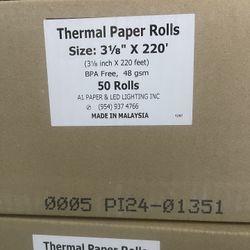 Thermal Paper Rolls
Size: 3⅛" X 220'
(3⅛ inch X 220 feet)
BPA Free, 48 gsm
50 Rolls
A1 PAPER & LED LIGHTING INC
(954) 937 4766
MADE IN MALAYSIA
0005 PI24-01351
Thermal Paper Rolls